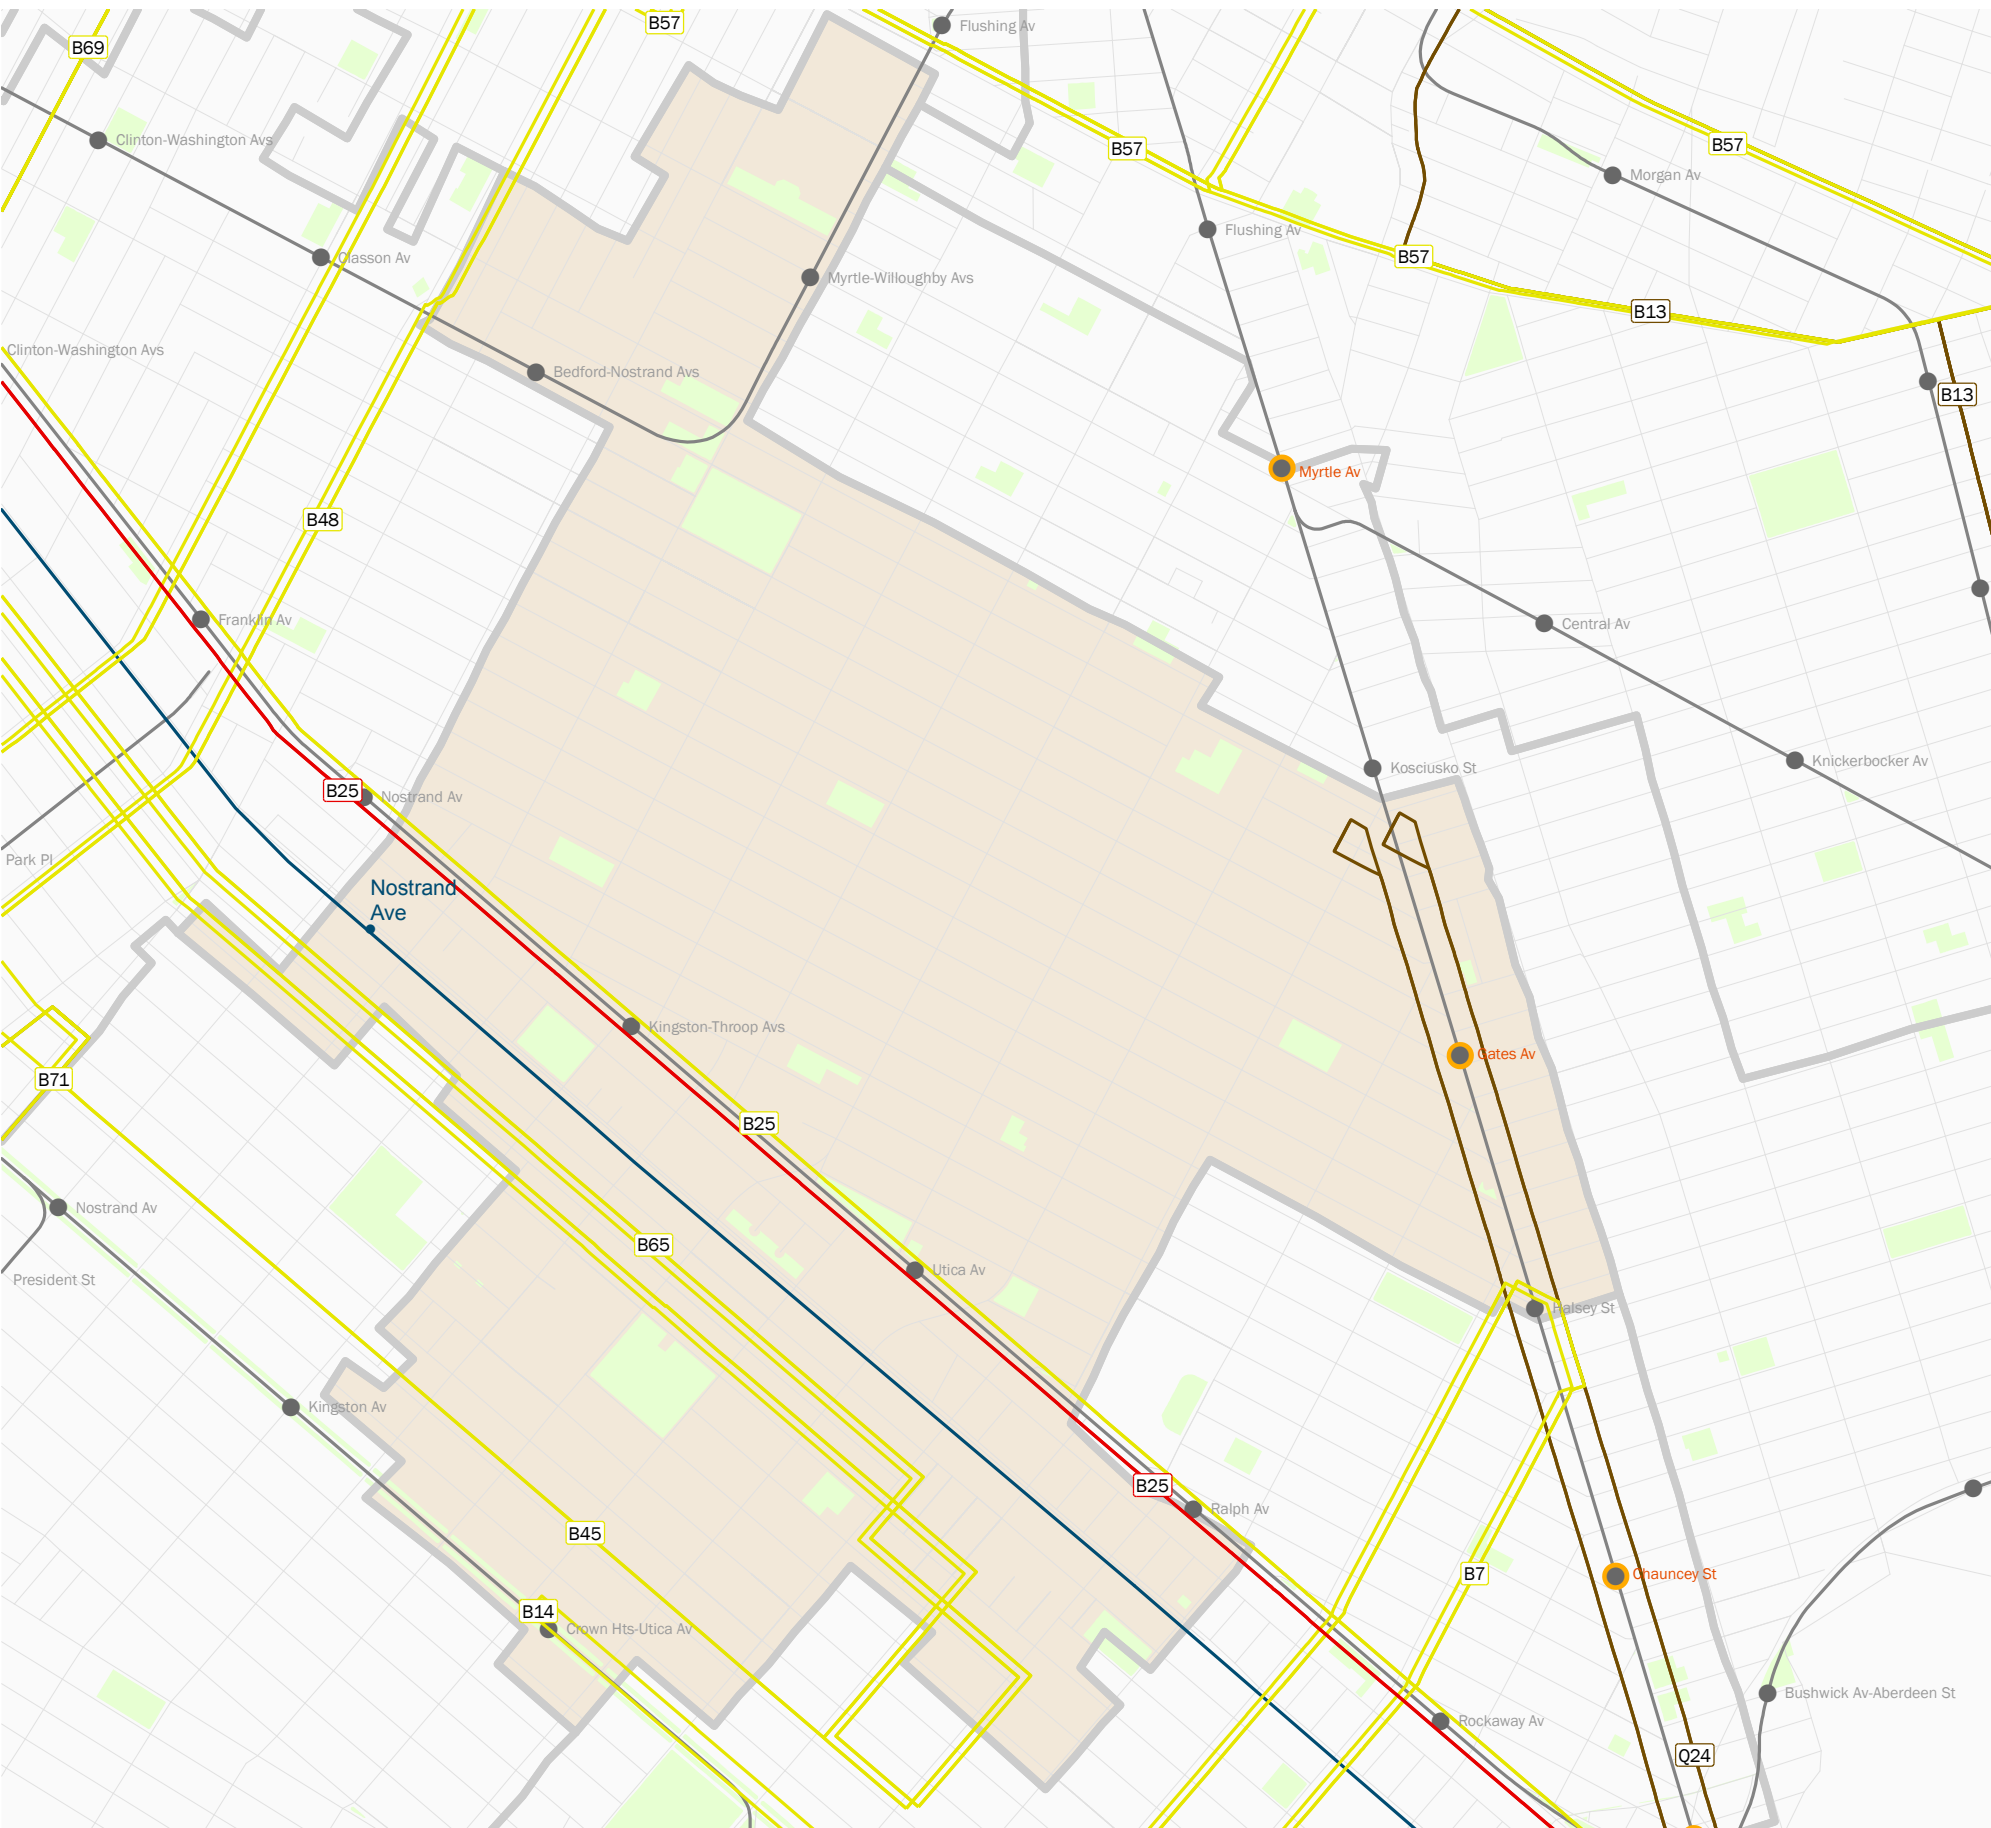 B57
Flushing Av
B69
Clinton-Washington Avs
B57
B57
Morgan Av
Flushing Av
Classon Av
B57
Myrtle-Willoughby Avs
B13
Clinton-Washington Avs
Bedford-Nostrand Avs
B13
Myrtle Av
B48
Franklin Av
Central Av
Knickerbocker Av
Kosciusko St
B25
Nostrand Av
Park Pl
Nostrand
Ave
Kingston-Throop Avs
Gates Av
B71
B25
Nostrand Av
B65
Utica Av
President St
Halsey St
Kingston Av
B25
Ralph Av
B45
B7
Chauncey St
B14
Crown Hts-Utica Av
Bushwick Av-Aberdeen St
Rockaway Av
Q24